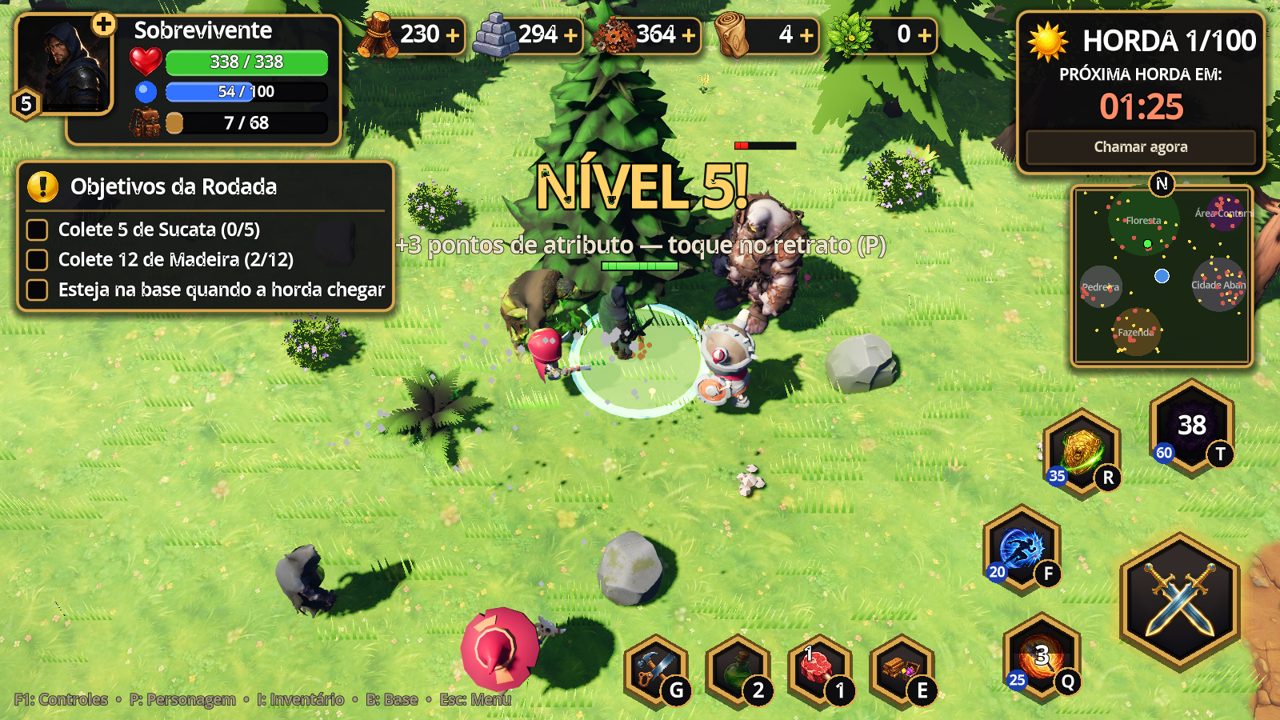 Sobrevivente
338 / 338
54 / 100
7 / 68
5
230 +
294 +
364 +
4 +
0 +
HORDA 1/100
PRÓXIMA HORDA EM:
01:25
Chamar agora
Objetivos da Rodada
Colete 5 de Sucata (0/5)
Colete 12 de Madeira (2/12)
Esteja na base quando a horda chegar
NÍVEL 5!
+3 pontos de atributo — toque no retrato (P)
N
Floresta
Pedreira
Fazenda
38
60
T
35
R
20
F
3
25
Q
G
2
1
1
E
F1: Controles • P: Personagem • I: Inventário • B: Base • Esc: Menu